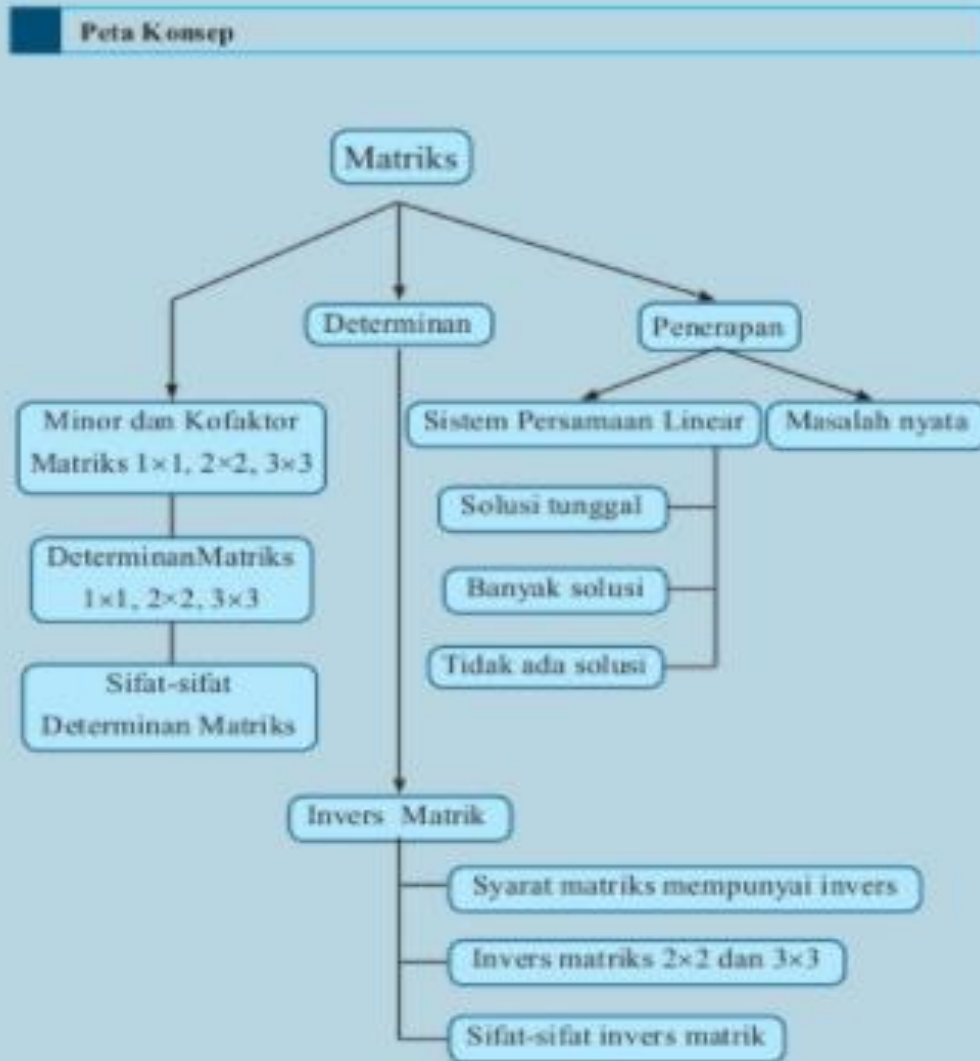 Peta Konsep
Matriks
Determinan
Penerapan
Minor dan Kofaktor
Matriks 1×1, 2×2, 3×3
Sistem Persamaan Linear
Masalah nyata
Solusi tunggal
DeterminanMatriks
1×1, 2×2, 3×3
Banyak solusi
Tidak ada solusi
Sifat-sifat
Determinan Matriks
Invers Matrik
Syarat matriks mempunyai invers
Invers matriks 2×2 dan 3×3
Sifat-sifat invers matrik